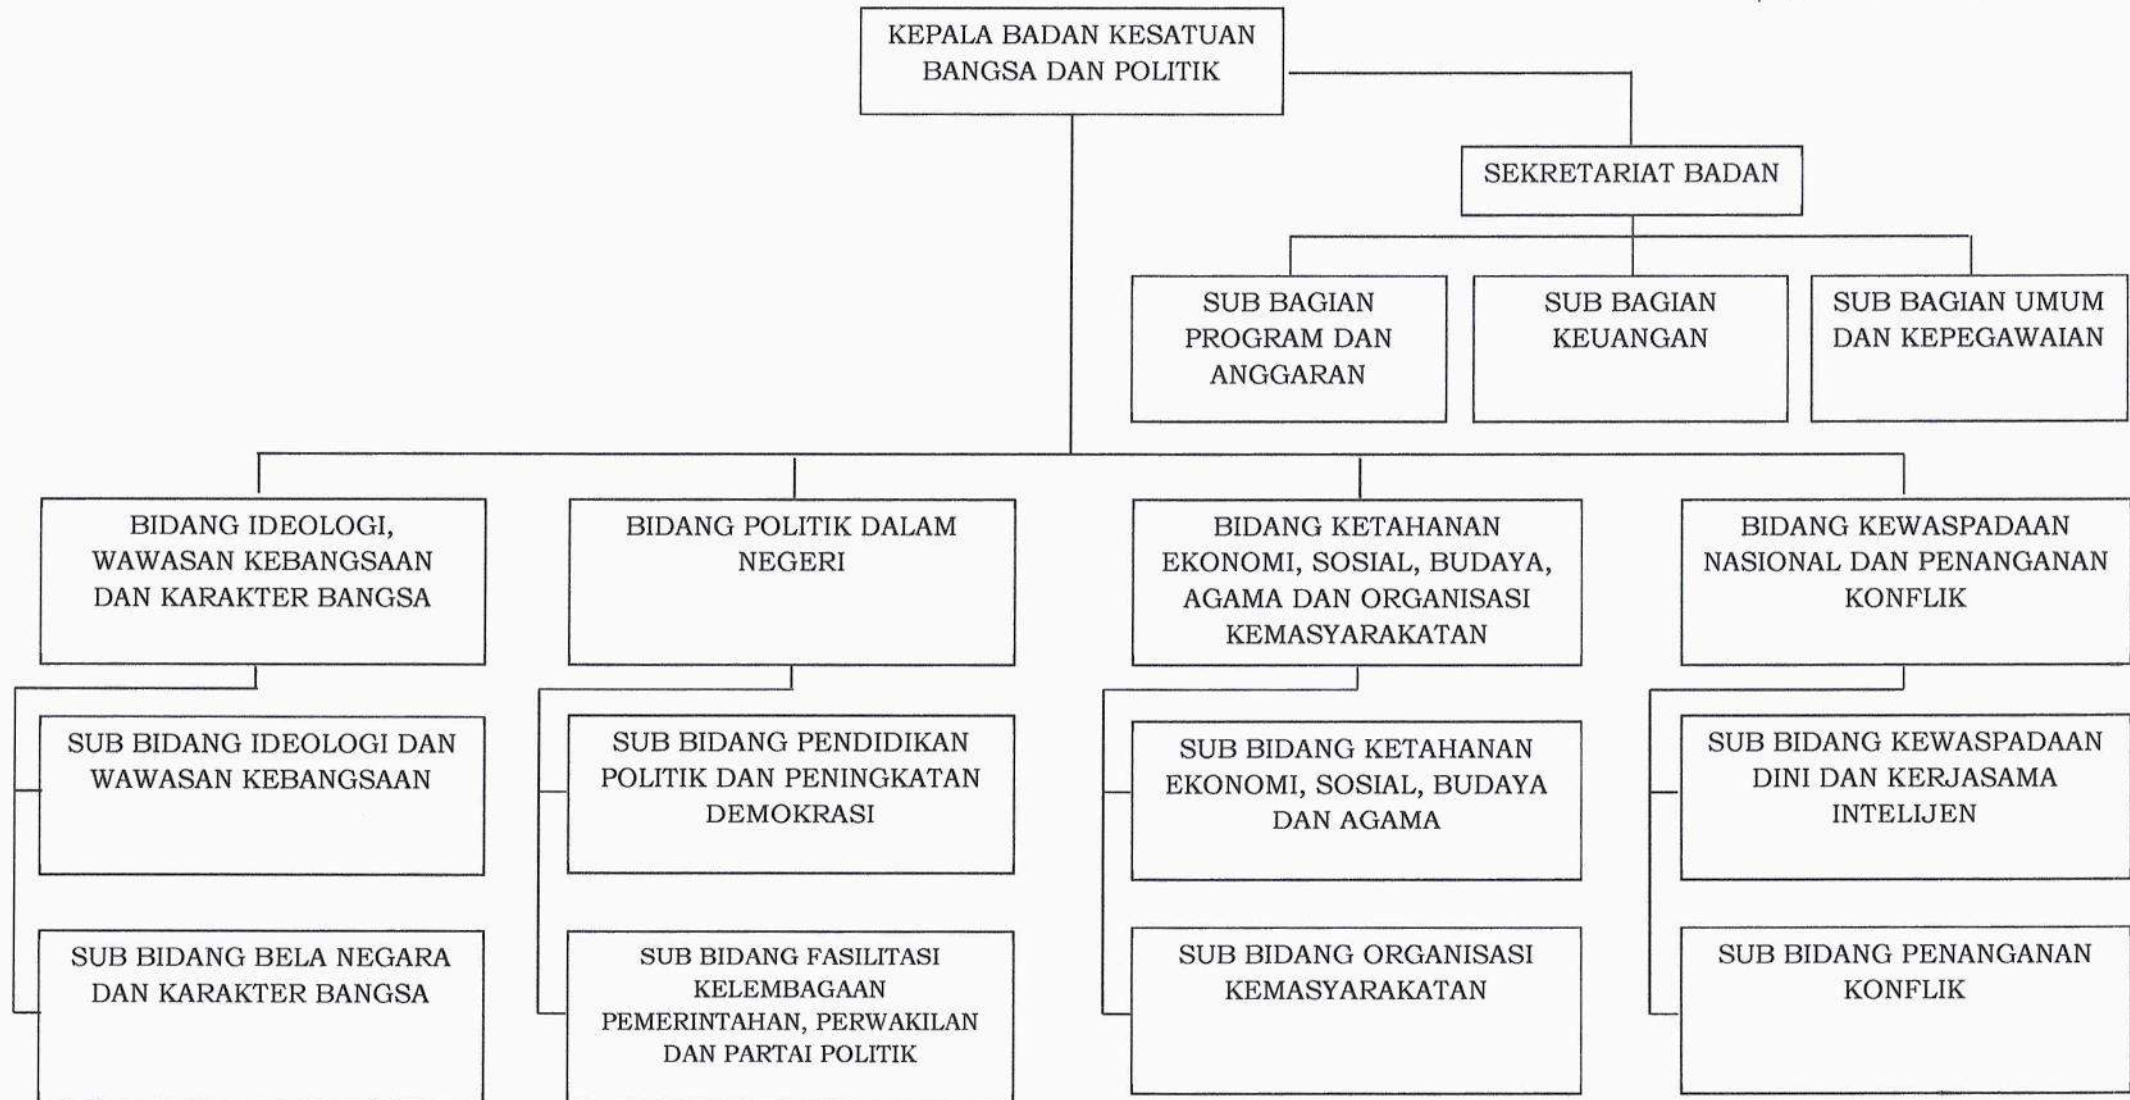 KEPALA BADAN KESATUAN
BANGSA DAN POLITIK
SEKRETARIAT BADAN
SUB BAGIAN
PROGRAM DAN
ANGGARAN
SUB BAGIAN
KEUANGAN
SUB BAGIAN UMUM
DAN KEPEGAWAIAN
BIDANG IDEOLOGI,
WAWASAN KEBANGSAAN
DAN KARAKTER BANGSA
BIDANG POLITIK DALAM
NEGERI
BIDANG KETAHANAN
EKONOMI, SOSIAL, BUDAYA,
AGAMA DAN ORGANISASI
KEMASYARAKATAN
BIDANG KEWASPADAAN
NASIONAL DAN PENANGANAN
KONFLIK
SUB BIDANG IDEOLOGI DAN
WAWASAN KEBANGSAAN
SUB BIDANG PENDIDIKAN
POLITIK DAN PENINGKATAN
DEMOKRASI
SUB BIDANG KETAHANAN
EKONOMI, SOSIAL, BUDAYA
DAN AGAMA
SUB BIDANG KEWASPADAAN
DINI DAN KERJASAMA
INTELIJEN
SUB BIDANG BELA NEGARA
DAN KARAKTER BANGSA
SUB BIDANG FASILITASI
KELEMBAGAAN
PEMERINTAHAN, PERWAKILAN
DAN PARTAI POLITIK
SUB BIDANG ORGANISASI
KEMASYARAKATAN
SUB BIDANG PENANGANAN
KONFLIK